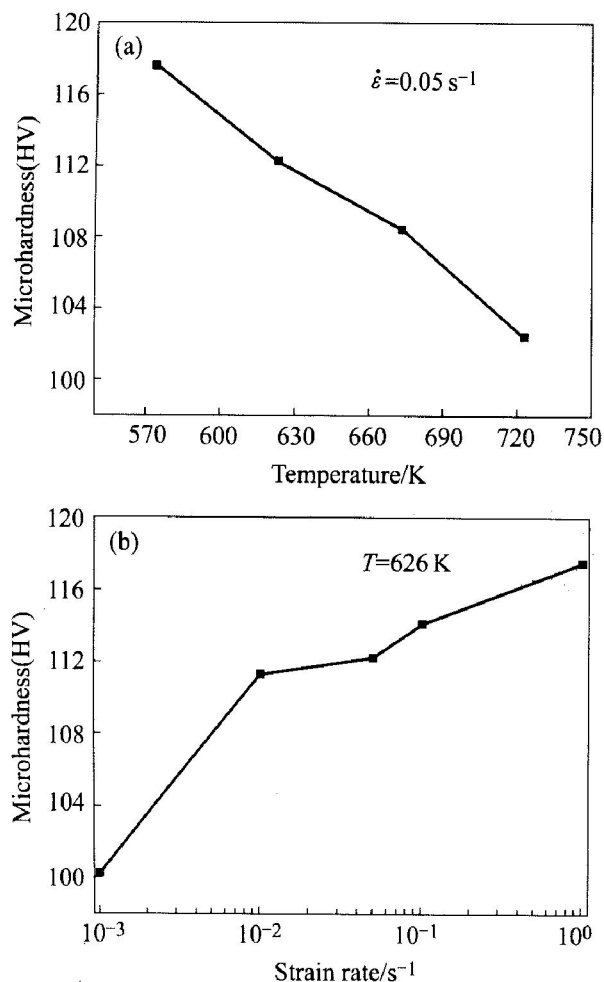 120
(a)
ε̇=0.05 s⁻¹
116
112
108
104
100
Microhardness(HV)
570 600 630 660 690 720 750
Temperature/K
120
(b)
T=626 K
116
112
108
104
100
Microhardness(HV)
10⁻³ 10⁻² 10⁻¹ 10⁰
Strain rate/s⁻¹